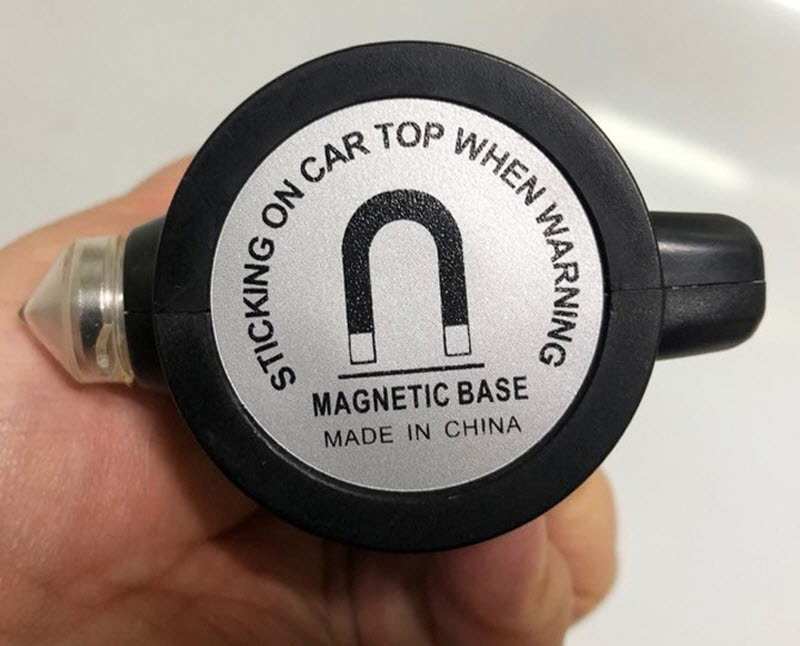 STICKING ON CAR TOP WHEN WARNING
MAGNETIC BASE
MADE IN CHINA